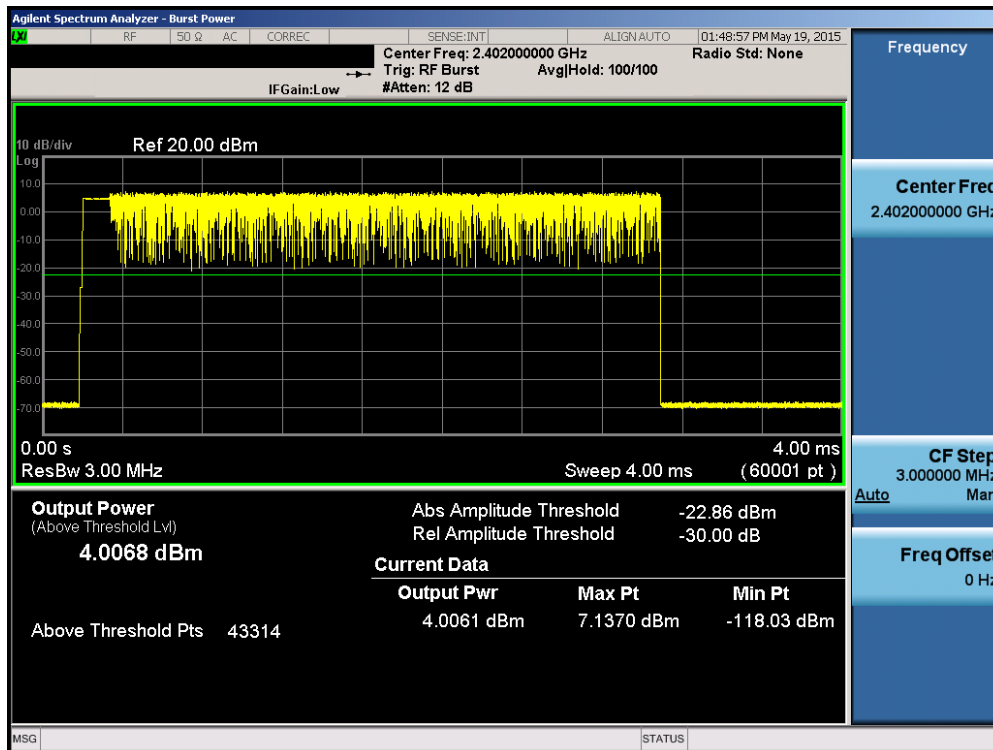 Agilent Spectrum Analyzer - Burst Power
LXI RF 50 Ω AC CORREC SENSE:INT ALIGN AUTO 01:48:57 PM May 19, 2015
Center Freq: 2.402000000 GHz Radio Std: None
Trig: RF Burst Avg|Hold: 100/100
IFGain:Low #Atten: 12 dB
Frequency
10 dB/div Ref 20.00 dBm
Log
10.0
0.00
-10.0
-20.0
-30.0
-40.0
-50.0
-60.0
-70.0
0.00 s 4.00 ms
ResBw 3.00 MHz Sweep 4.00 ms (60001 pt )
Center Freq
2.402000000 GHz
CF Step
3.000000 MHz
Auto Man
Freq Offset
0 Hz
Output Power
(Above Threshold Lvl)
4.0068 dBm
Above Threshold Pts 43314
Abs Amplitude Threshold -22.86 dBm
Rel Amplitude Threshold -30.00 dB
Current Data
Output Pwr Max Pt Min Pt
4.0061 dBm 7.1370 dBm -118.03 dBm
MSG STATUS